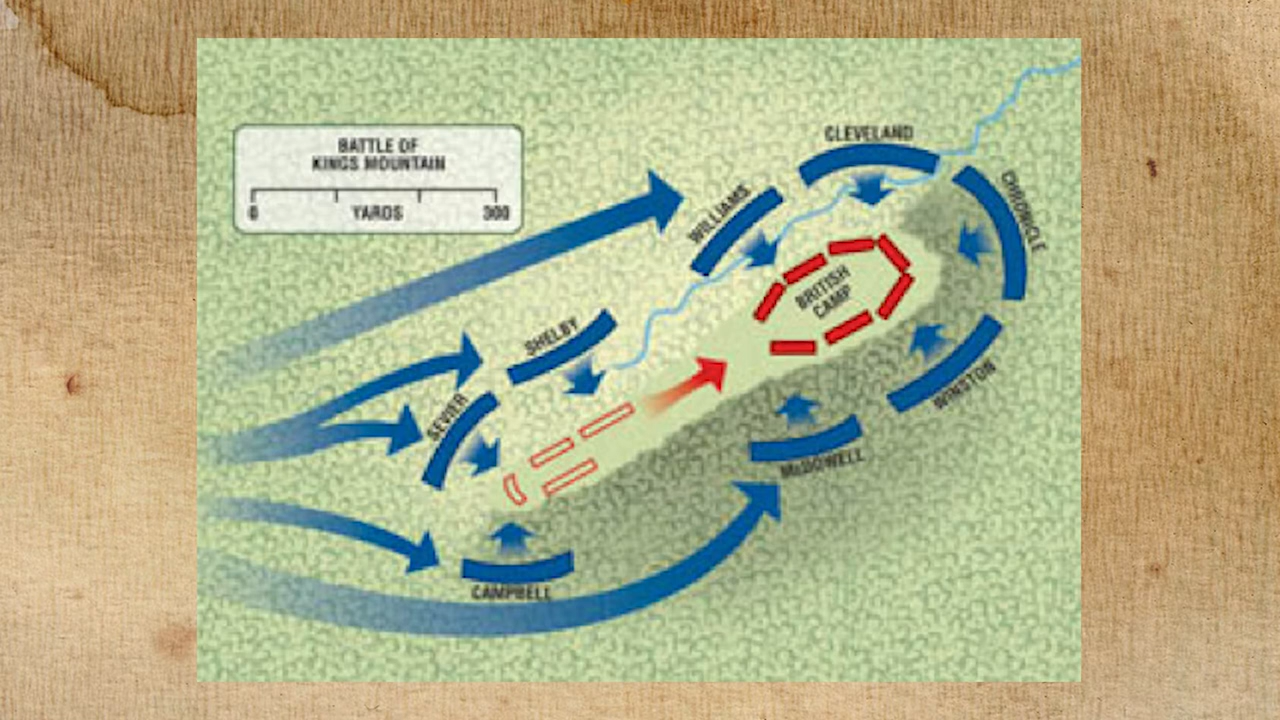 BATTLE OF
KINGS MOUNTAIN
0 YARDS 300
CLEVELAND
CHRONICLE
WILLIAMS
BRITISH
CAMP
SHELBY
SEVIER
WINSTON
McDOWELL
CAMPBELL